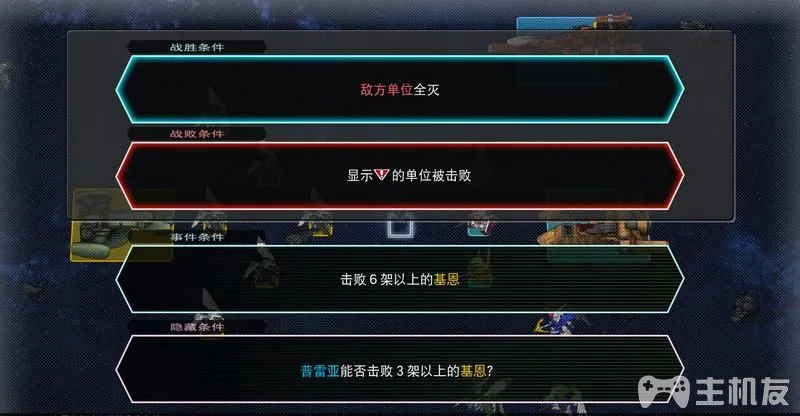 战胜条件
敌方单位全灭
战败条件
显示的单位被击败
事件条件
击败6架以上的基恩
隐藏条件
普雷亚能否击败3架以上的基恩?
主机友